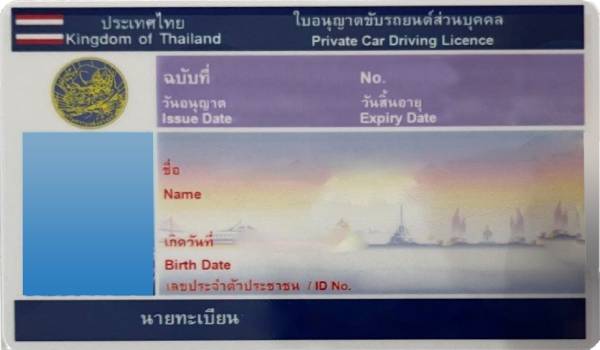 ประเทศไทย ใบอนุญาตขับรถยนต์ส่วนบุคคล
Kingdom of Thailand Private Car Driving Licence
ฉบับที่ No.
วันอนุญาต วันสิ้นอายุ
Issue Date Expiry Date
ชื่อ
Name
เกิดวันที่
Birth Date
เลขประจำตัวประชาชน / ID No.
นายทะเบียน